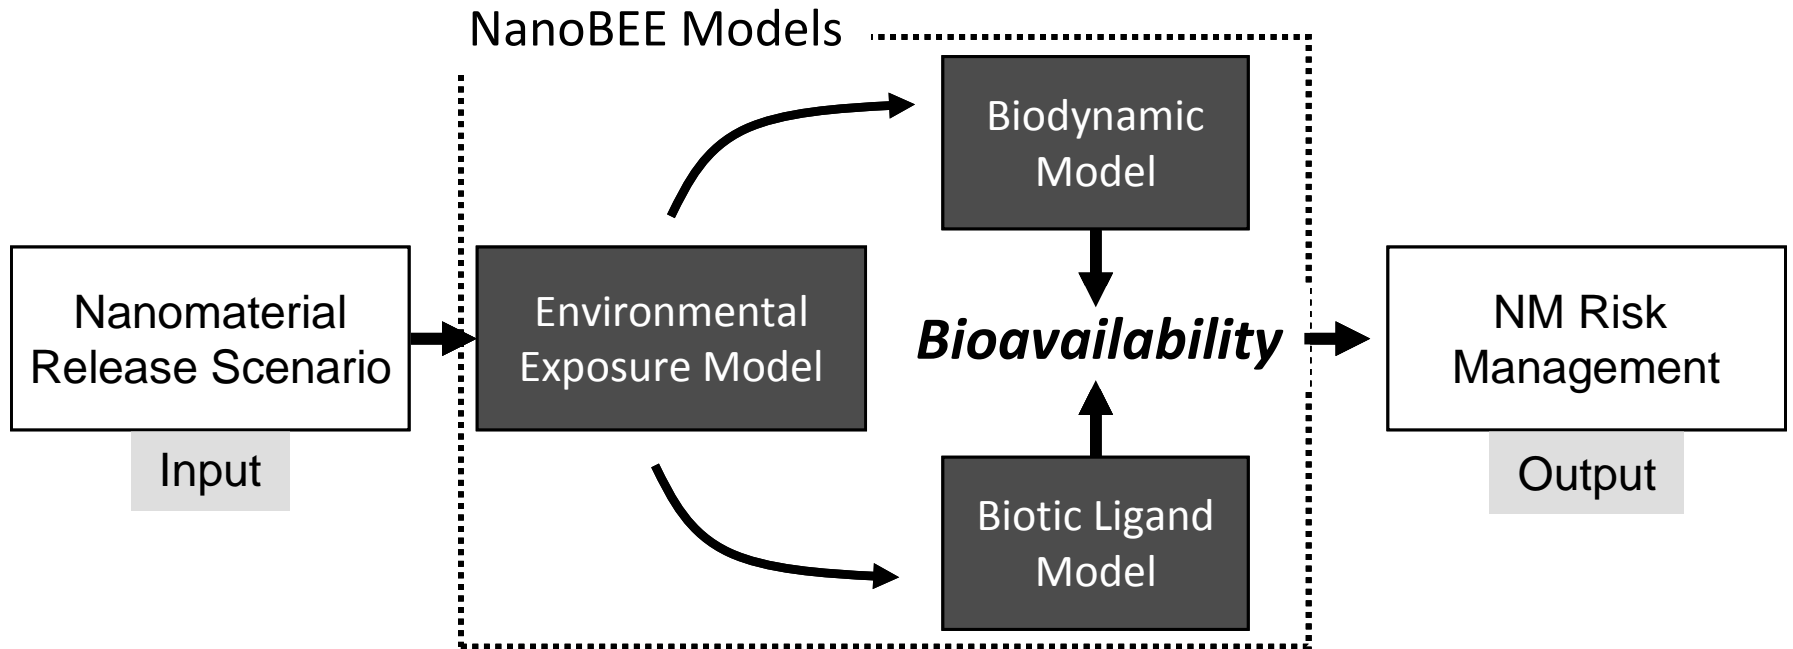 NanoBEE Models
Biodynamic
Model
Nanomaterial
Release Scenario
Environmental
Exposure Model
Bioavailability
NM Risk
Management
Input
Output
Biotic Ligand
Model